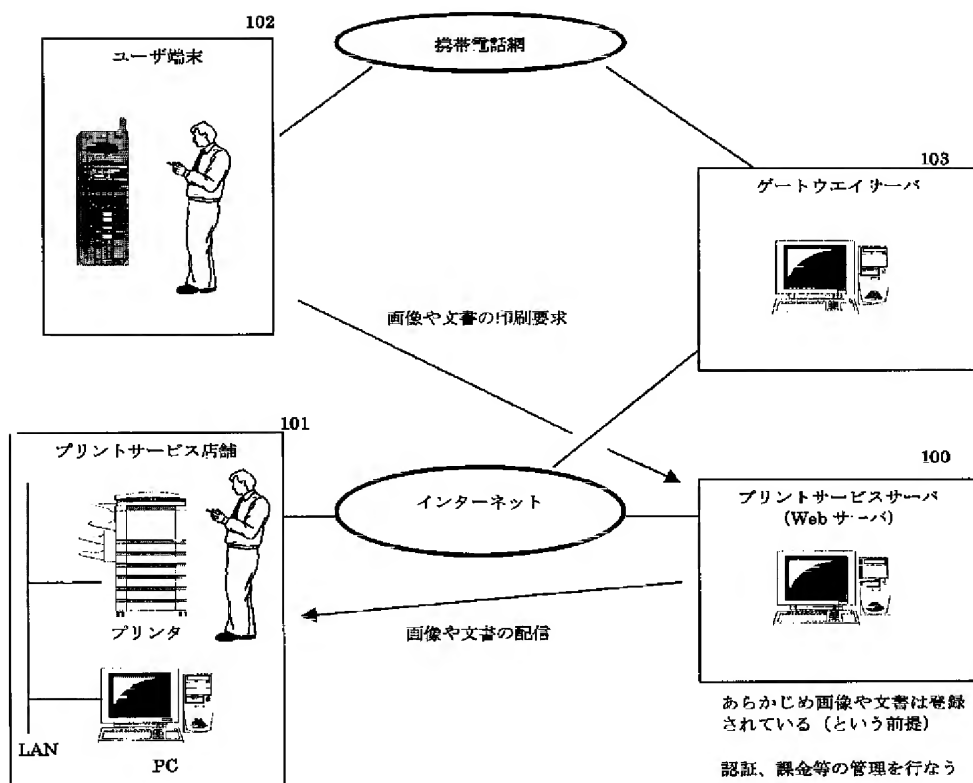 102
ユーザ端末
携帯電話網
103
ゲートウエイサーバ
画像や文書の印刷要求
101
プリントサービス店舗
プリンタ
LAN
PC
インターネット
100
プリントサービスサーバ
(Web サーバ)
画像や文書の配信
あらかじめ画像や文書は登録
されている（という前提）
認証、課金等の管理を行なう